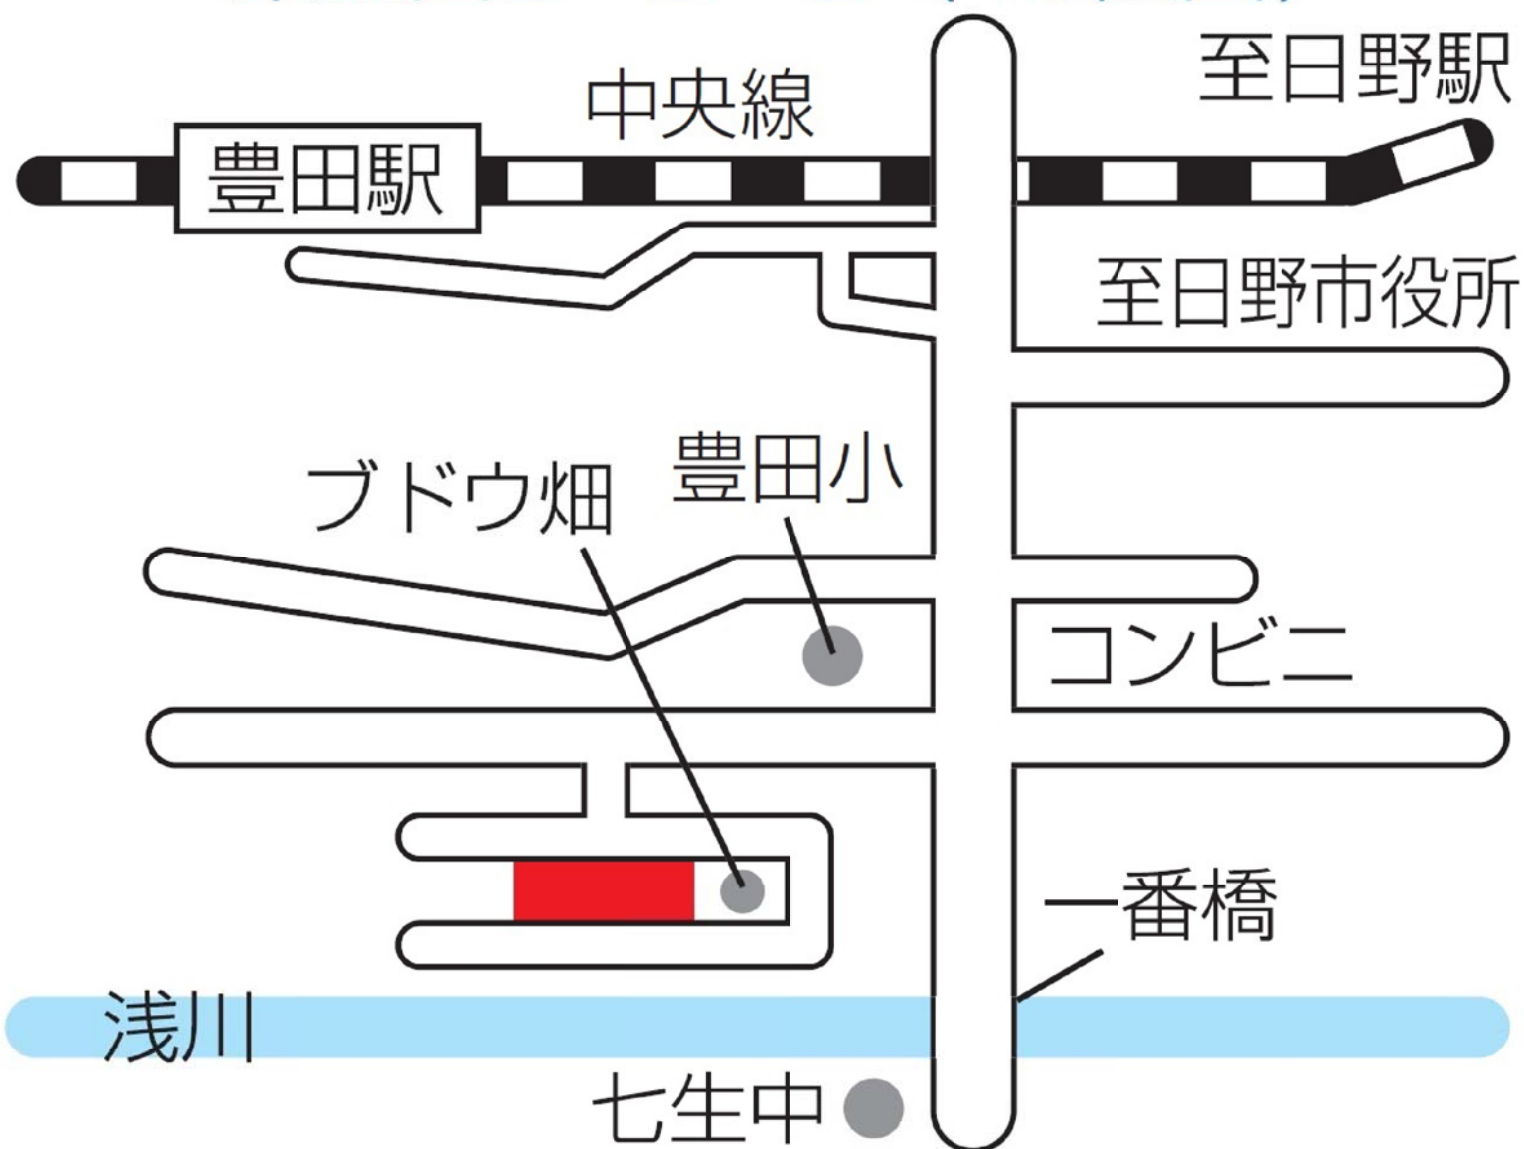 至日野駅
中央線
豊田駅
至日野市役所
豊田小
ブドウ畑
コンビニ
一番橋
浅川
七生中